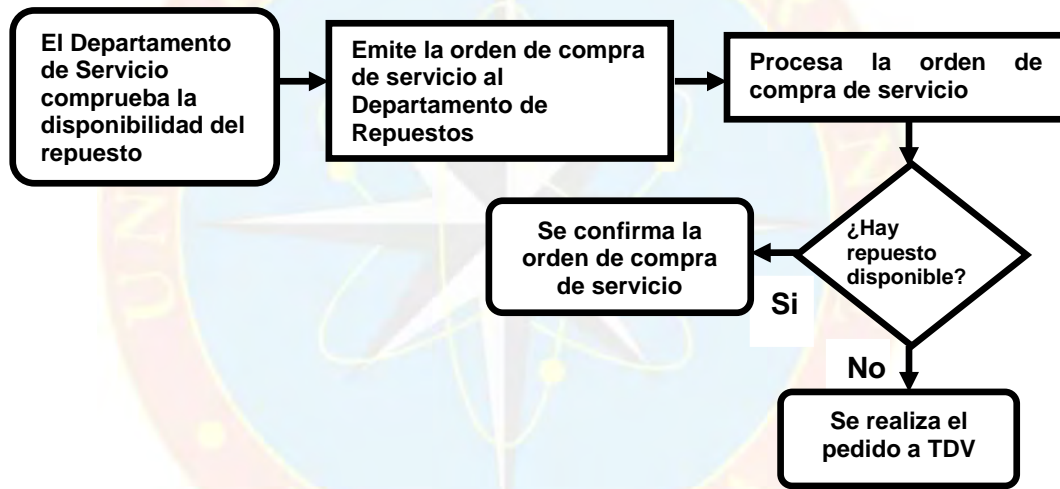 El Departamento
de Servicio
comprueba la
disponibilidad del
repuesto
Emite la orden de compra
de servicio al
Departamento de
Repuestos
Procesa la orden de
compra de servicio
¿Hay
repuesto
disponible?
Si
Se confirma la
orden de compra
de servicio
No
Se realiza el
pedido a TDV